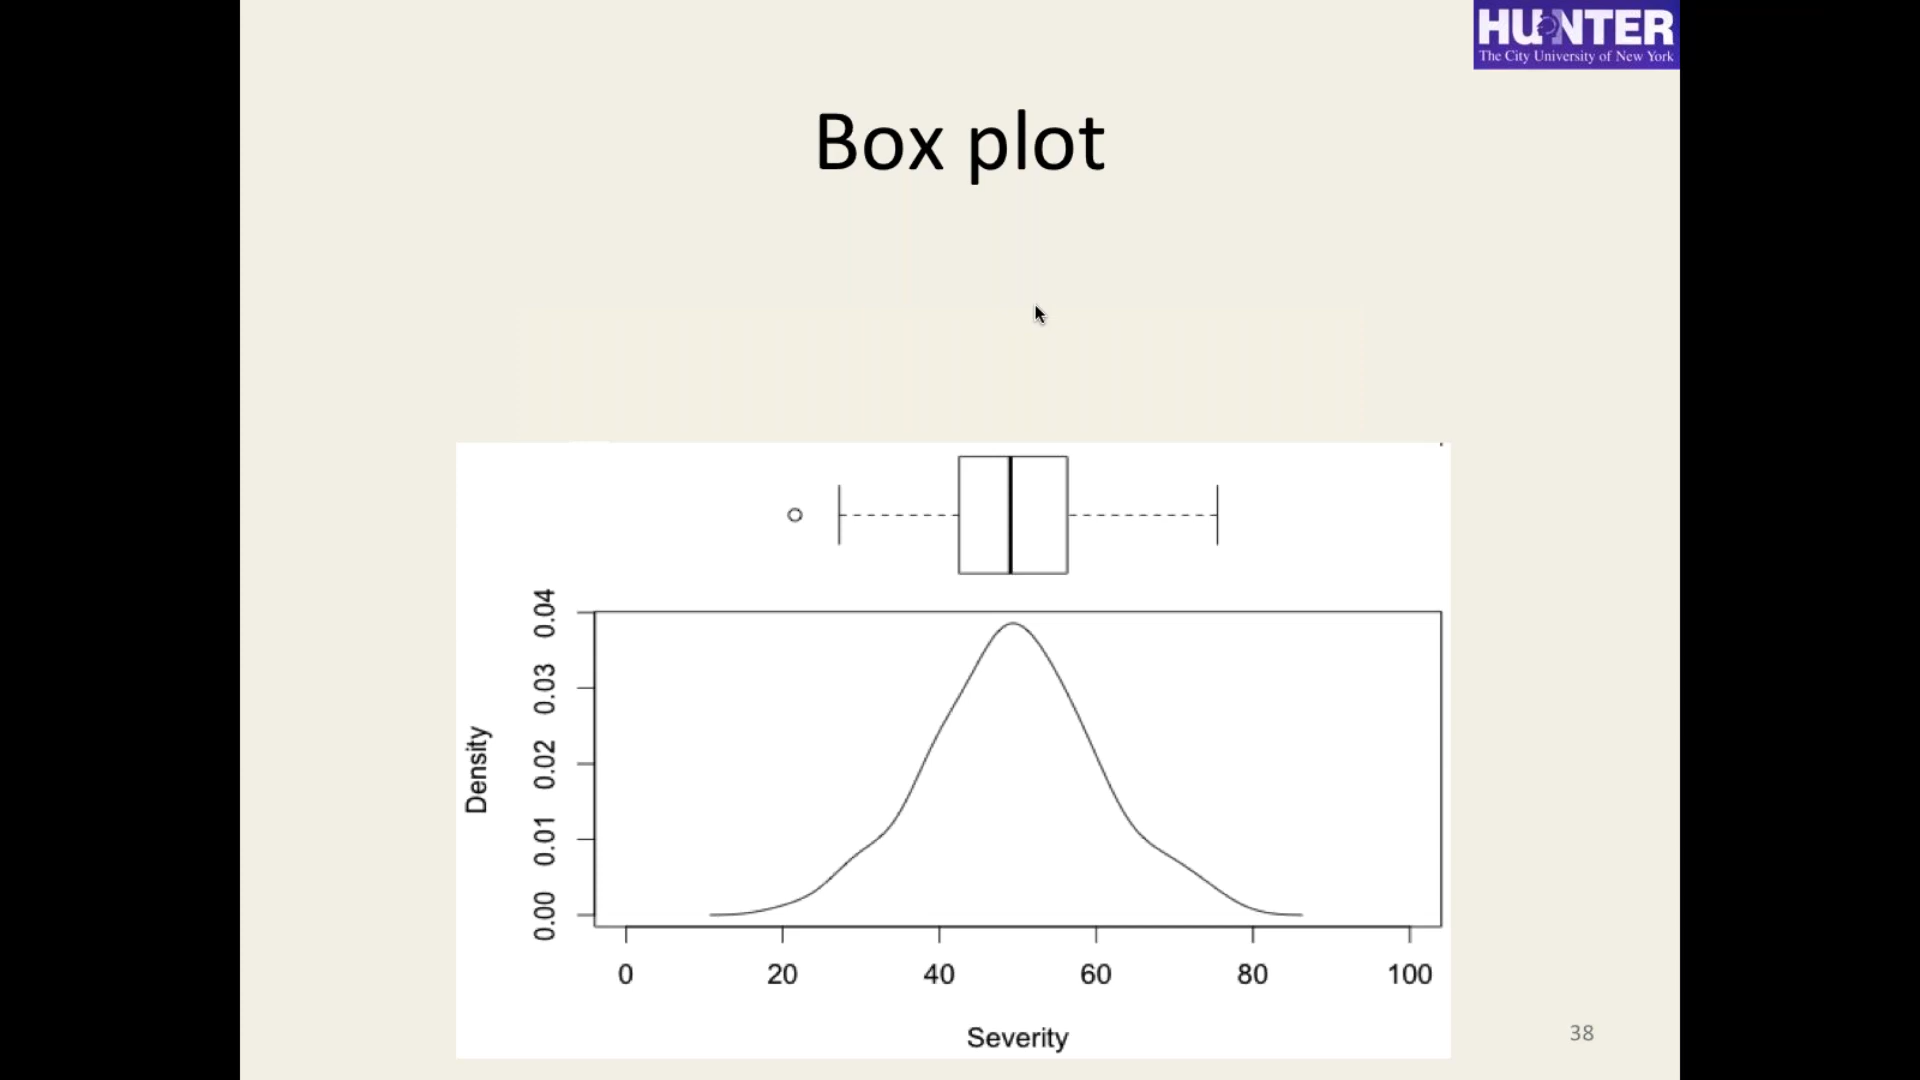 HUNTER
The City University of New York
Box plot
0.04
0.03
0.02
0.01
0.00
Density
0 20 40 60 80 100
Severity
38